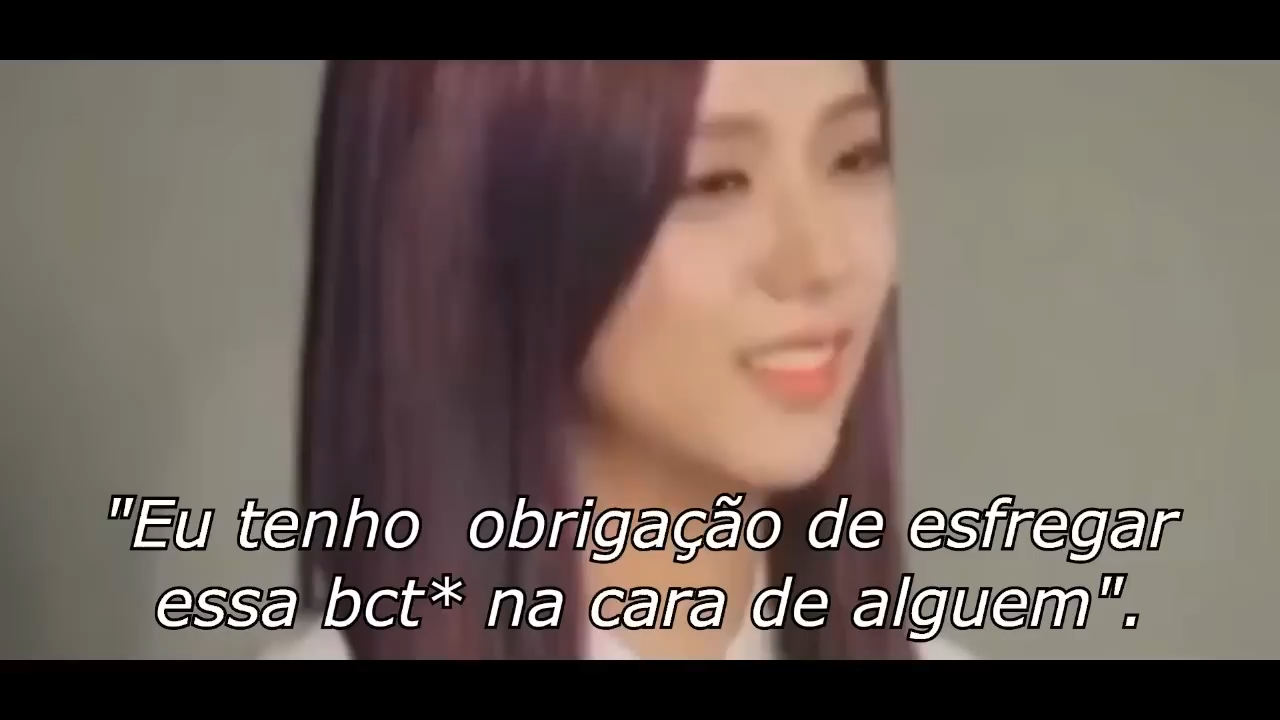 "Eu tenho  obrigação de esfregar
essa bct* na cara de alguem".